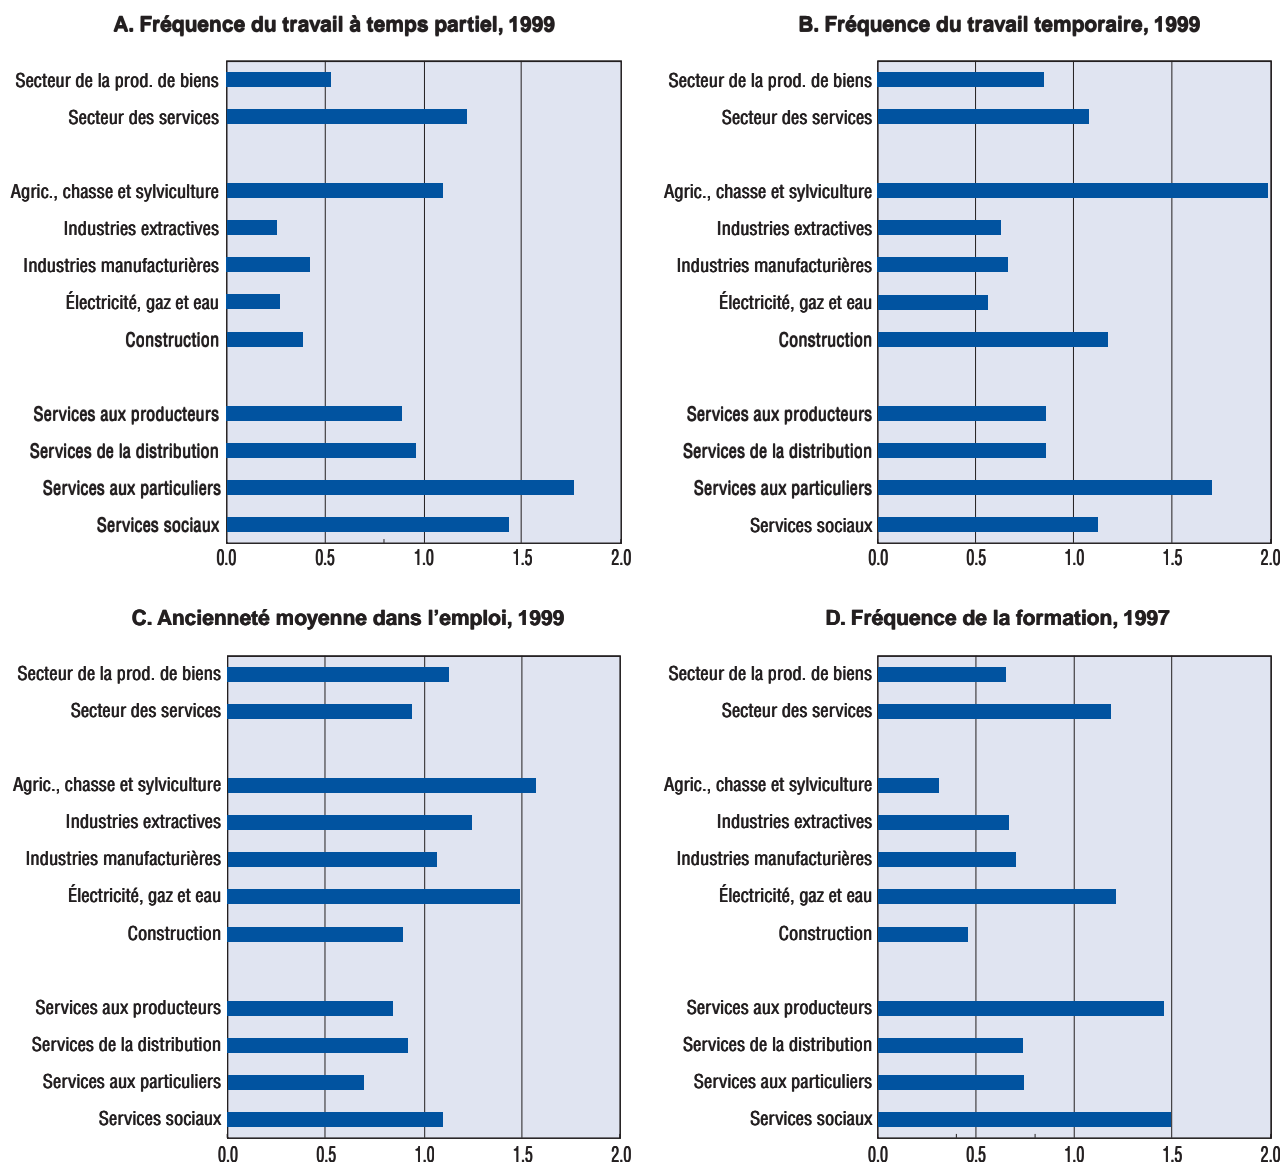 A. Fréquence du travail à temps partiel, 1999
Secteur de la prod. de biens
Secteur des services
Agric., chasse et sylviculture
Industries extractives
Industries manufacturières
Électricité, gaz et eau
Construction
Services aux producteurs
Services de la distribution
Services aux particuliers
Services sociaux
0.0 0.5 1.0 1.5 2.0
B. Fréquence du travail temporaire, 1999
Secteur de la prod. de biens
Secteur des services
Agric., chasse et sylviculture
Industries extractives
Industries manufacturières
Électricité, gaz et eau
Construction
Services aux producteurs
Services de la distribution
Services aux particuliers
Services sociaux
0.0 0.5 1.0 1.5 2.0
C. Ancienneté moyenne dans l'emploi, 1999
Secteur de la prod. de biens
Secteur des services
Agric., chasse et sylviculture
Industries extractives
Industries manufacturières
Électricité, gaz et eau
Construction
Services aux producteurs
Services de la distribution
Services aux particuliers
Services sociaux
0.0 0.5 1.0 1.5 2.0
D. Fréquence de la formation, 1997
Secteur de la prod. de biens
Secteur des services
Agric., chasse et sylviculture
Industries extractives
Industries manufacturières
Électricité, gaz et eau
Construction
Services aux producteurs
Services de la distribution
Services aux particuliers
Services sociaux
0.0 0.5 1.0 1.5 2.0